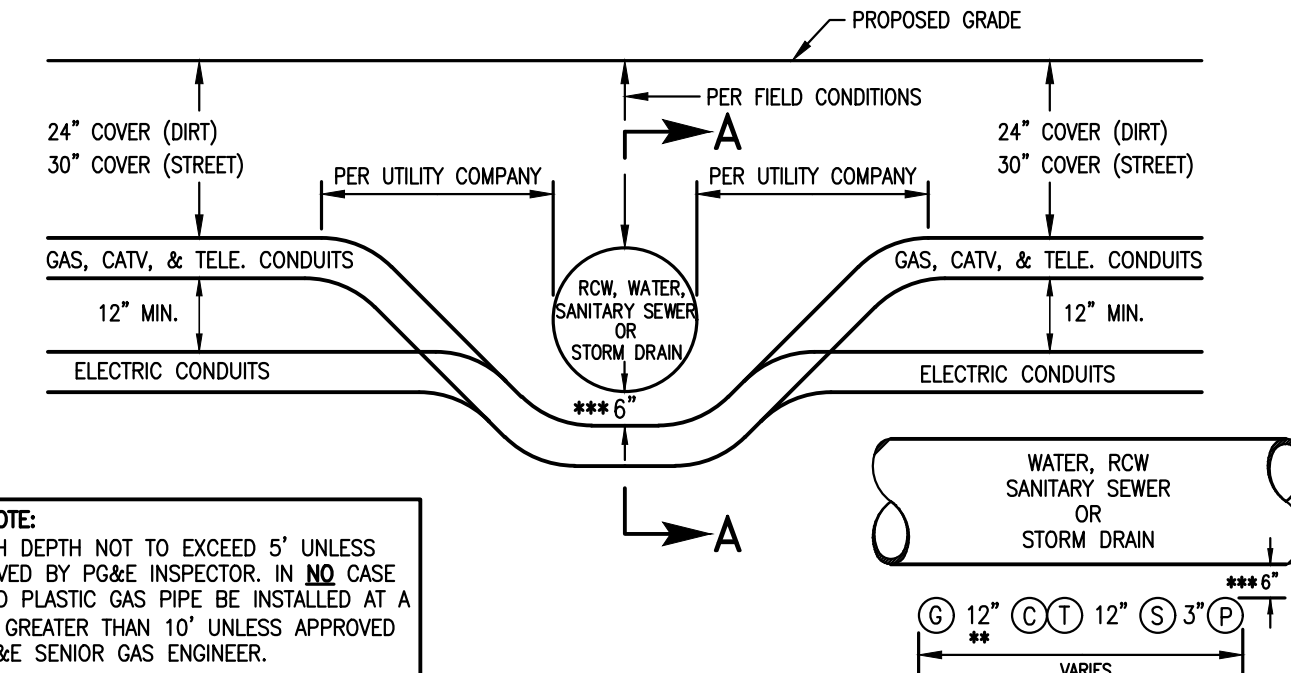 PROPOSED GRADE
PER FIELD CONDITIONS
24" COVER (DIRT)
30" COVER (STREET)
A
24" COVER (DIRT)
30" COVER (STREET)
PER UTILITY COMPANY
PER UTILITY COMPANY
GAS, CATV, & TELE. CONDUITS
GAS, CATV, & TELE. CONDUITS
RCW, WATER,
SANITARY SEWER
OR
STORM DRAIN
12" MIN.
12" MIN.
ELECTRIC CONDUITS
ELECTRIC CONDUITS
***6"
A
WATER, RCW
SANITARY SEWER
OR
STORM DRAIN
***6"
G 12" C T 12" S 3" P
**
VARIES
OTE:
H DEPTH NOT TO EXCEED 5' UNLESS
VED BY PG&E INSPECTOR. IN NO CASE
D PLASTIC GAS PIPE BE INSTALLED AT A
GREATER THAN 10' UNLESS APPROVED
&E SENIOR GAS ENGINEER.